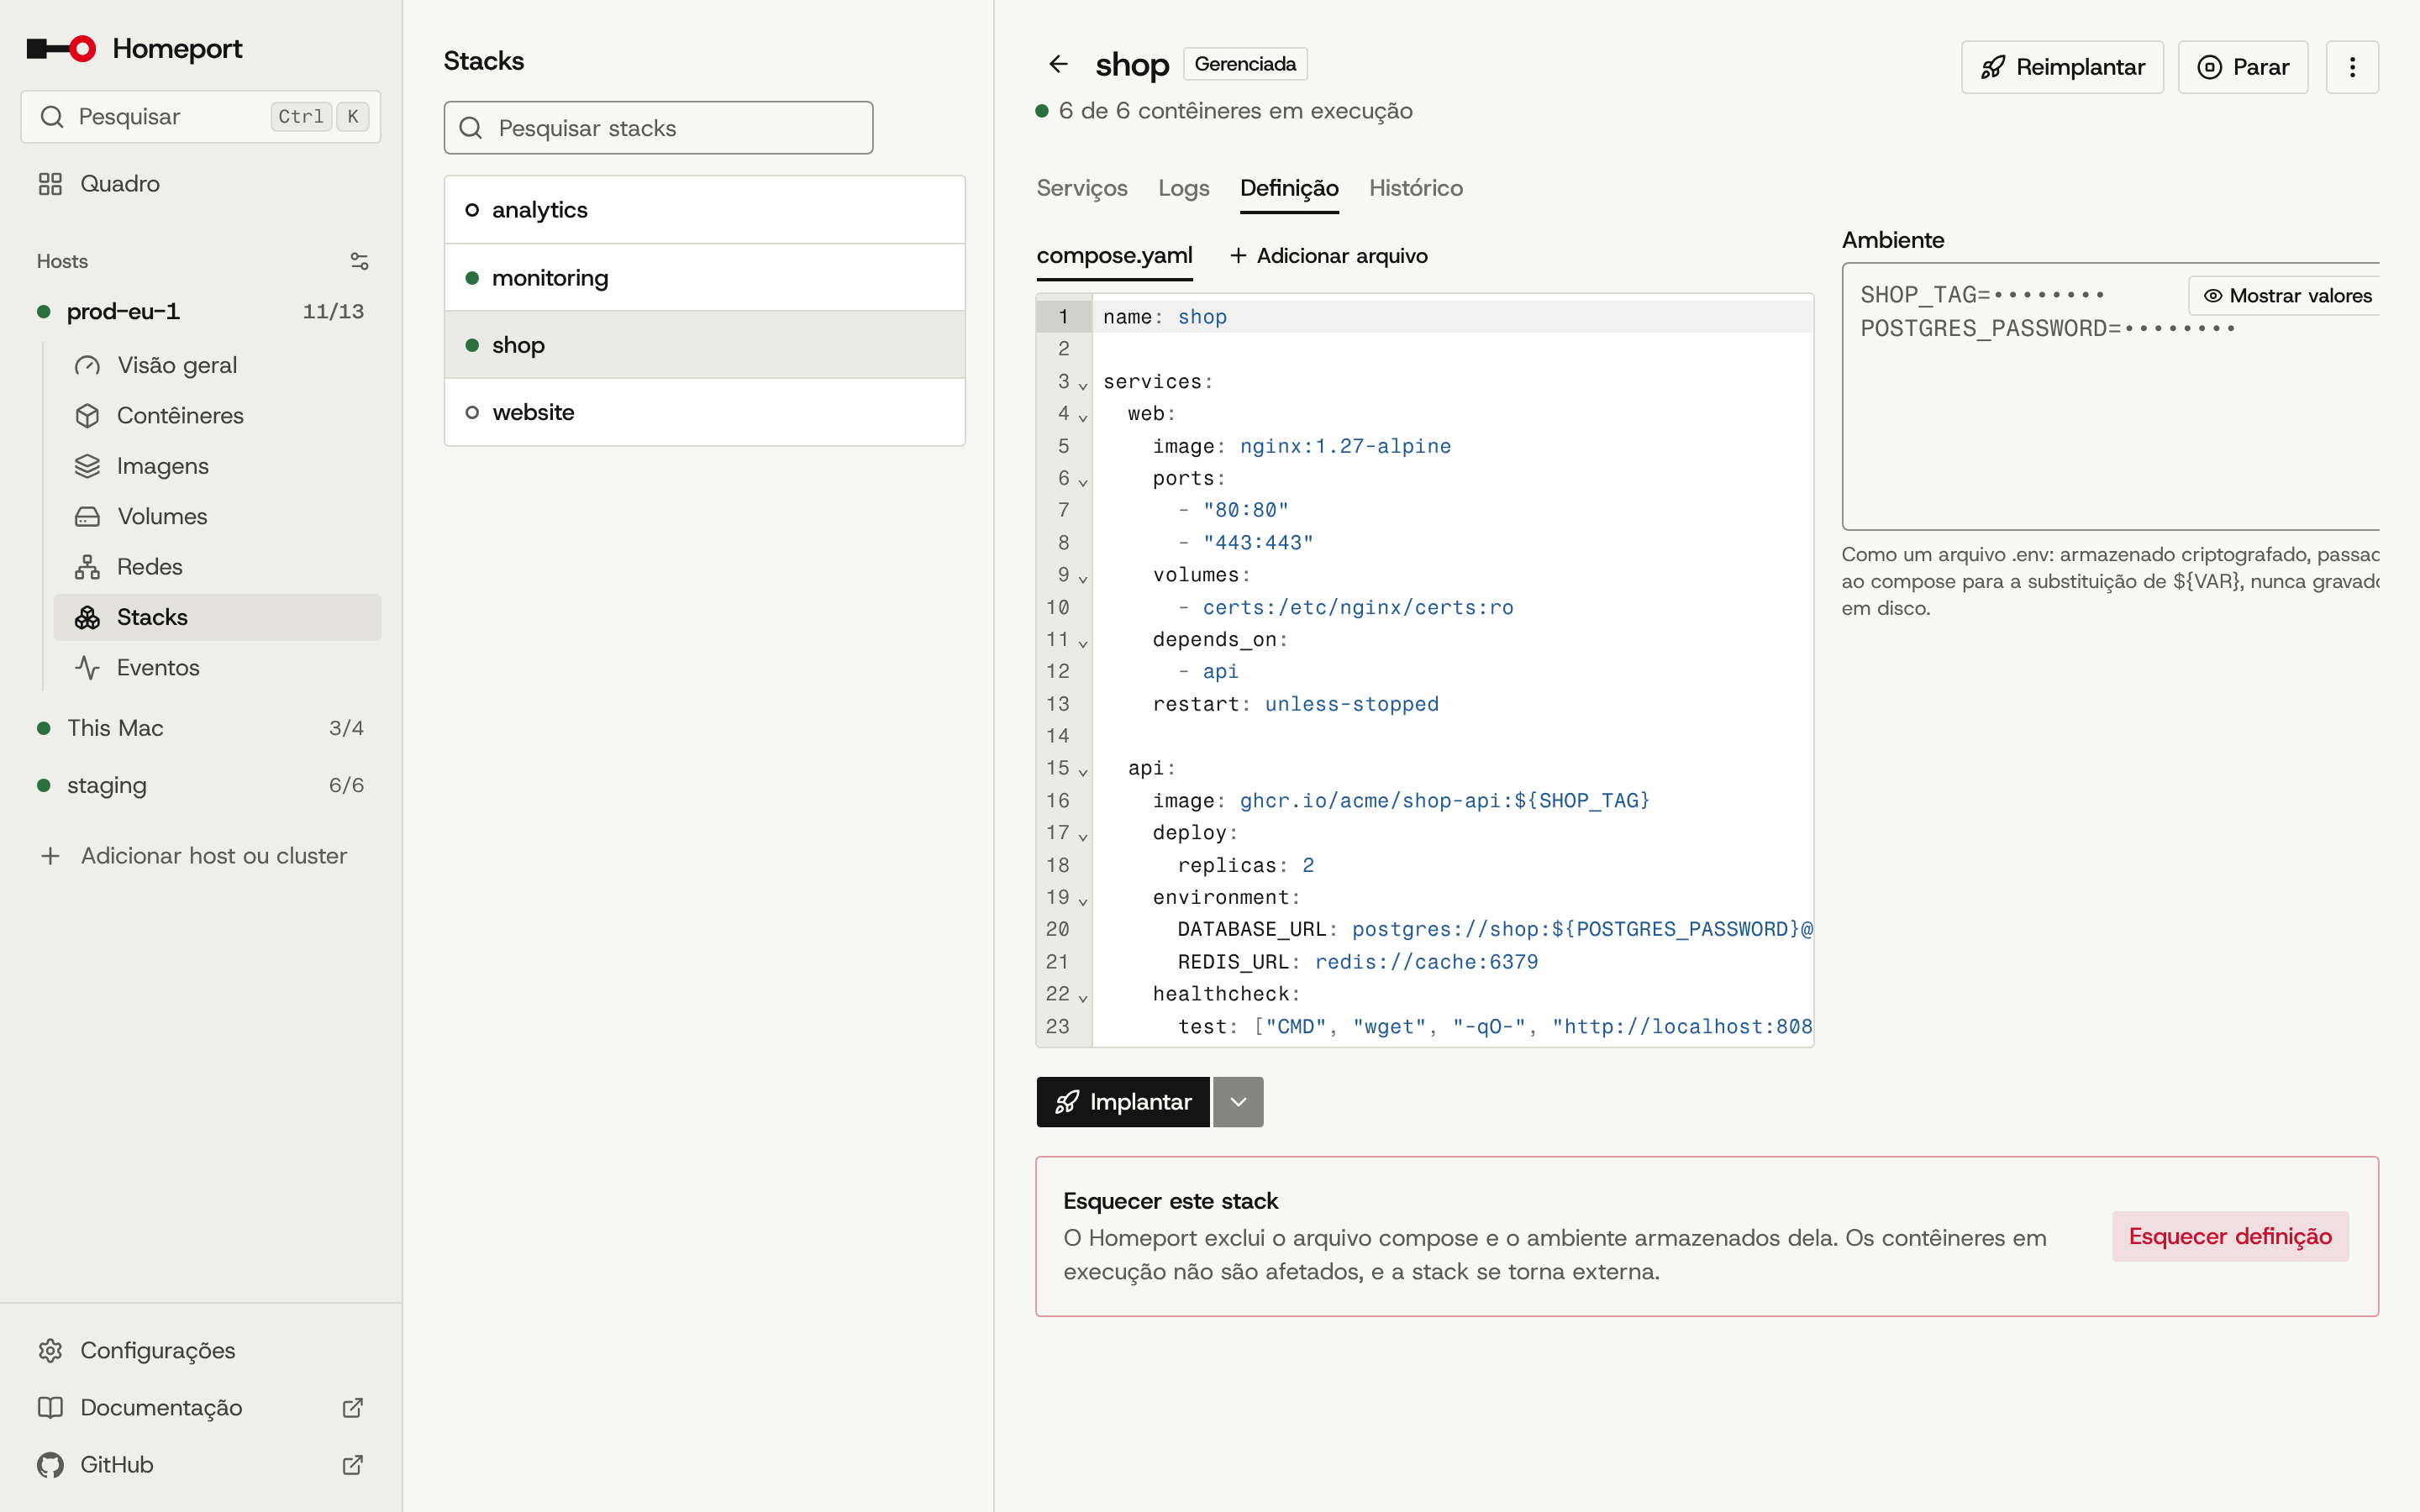 Homeport
Pesquisar Ctrl K
Quadro
Hosts
prod-eu-1 11/13
Visão geral
Contêineres
Imagens
Volumes
Redes
Stacks
Eventos
This Mac 3/4
staging 6/6
Adicionar host ou cluster
Configurações
Documentação
GitHub
Stacks
Pesquisar stacks
analytics
monitoring
shop
website
shop Gerenciada
6 de 6 contêineres em execução
Reimplantar
Parar
Serviços Logs Definição Histórico
compose.yaml + Adicionar arquivo
1 name: shop
2
3 services:
4 web:
5 image: nginx:1.27-alpine
6 ports:
7 - "80:80"
8 - "443:443"
9 volumes:
10 - certs:/etc/nginx/certs:ro
11 depends_on:
12 - api
13 restart: unless-stopped
14
15 api:
16 image: ghcr.io/acme/shop-api:${SHOP_TAG}
17 deploy:
18 replicas: 2
19 environment:
20 DATABASE_URL: postgres://shop:${POSTGRES_PASSWORD}@
21 REDIS_URL: redis://cache:6379
22 healthcheck:
23 test: ["CMD", "wget", "-qO-", "http://localhost:808
Ambiente
SHOP_TAG=••••••••
Mostrar valores
POSTGRES_PASSWORD=••••••••
Como um arquivo .env: armazenado criptografado, passad
ao compose para a substituição de ${VAR}, nunca gravado
em disco.
Implantar
Esquecer este stack
O Homeport exclui o arquivo compose e o ambiente armazenados dela. Os contêineres em
execução não são afetados, e a stack se torna externa.
Esquecer definição